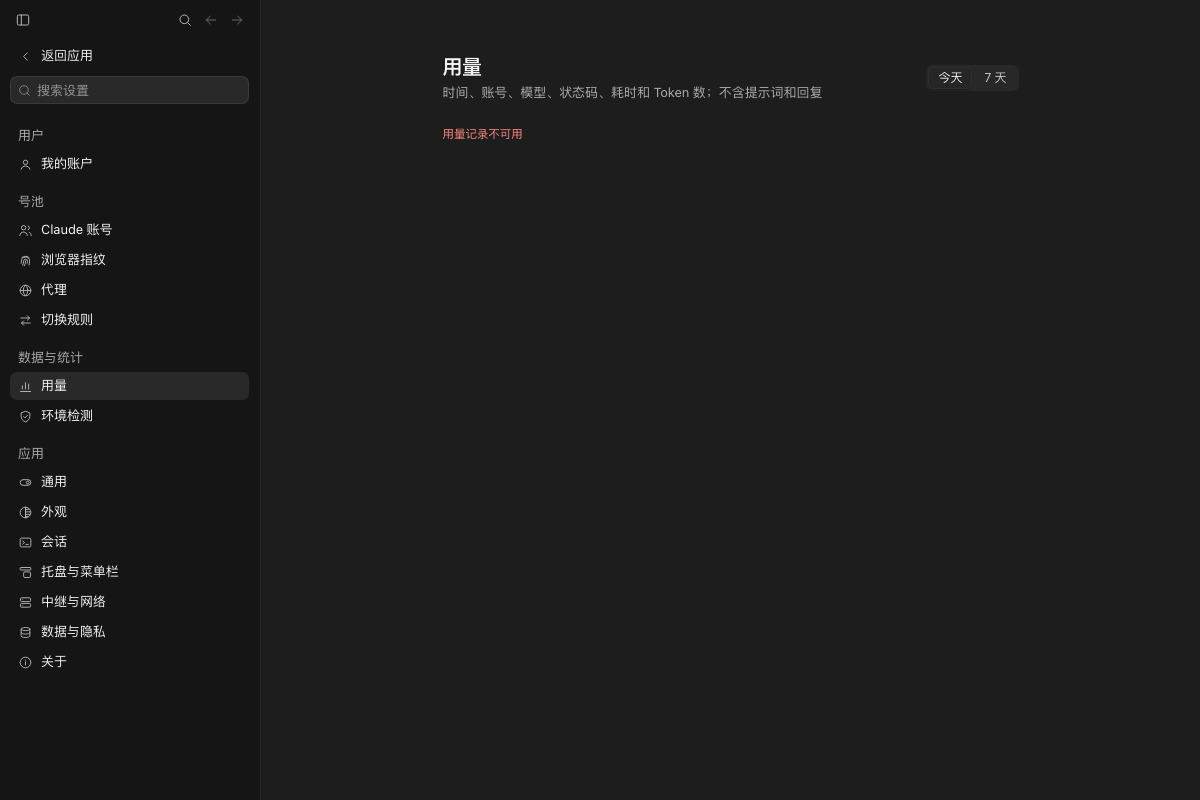 返回应用
搜索设置
用户
我的账户
号池
Claude 账号
浏览器指纹
代理
切换规则
数据与统计
用量
环境检测
应用
通用
外观
会话
托盘与菜单栏
中继与网络
数据与隐私
关于
用量
时间、账号、模型、状态码、耗时和 Token 数；不含提示词和回复
今天 7 天
用量记录不可用